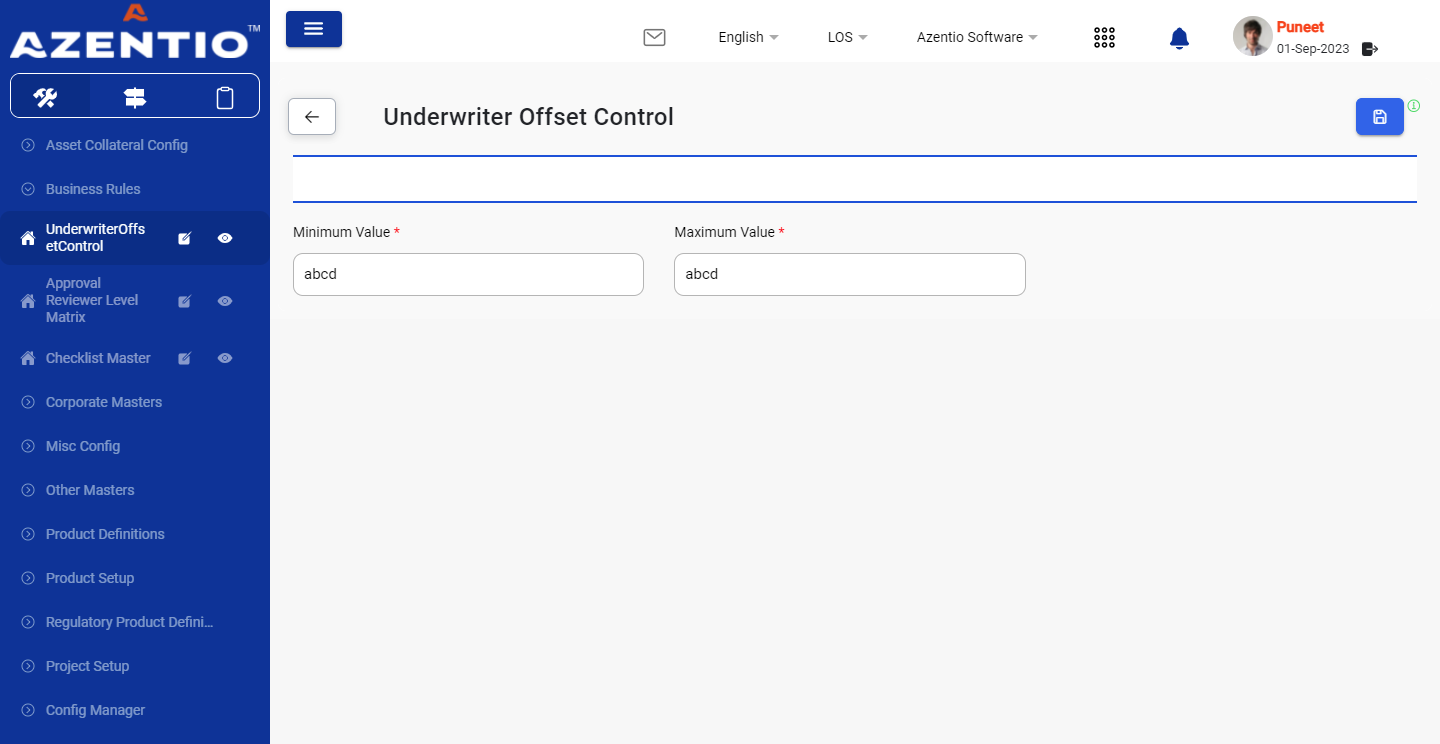 AZENTIO™
English
LOS
Azentio Software
Puneet
01-Sep-2023
Asset Collateral Config
Business Rules
UnderwriterOffs
etControl
Approval
Reviewer Level
Matrix
Checklist Master
Corporate Masters
Misc Config
Other Masters
Product Definitions
Product Setup
Regulatory Product Defini...
Project Setup
Config Manager
Underwriter Offset Control
Minimum Value *
Maximum Value *
abcd
abcd